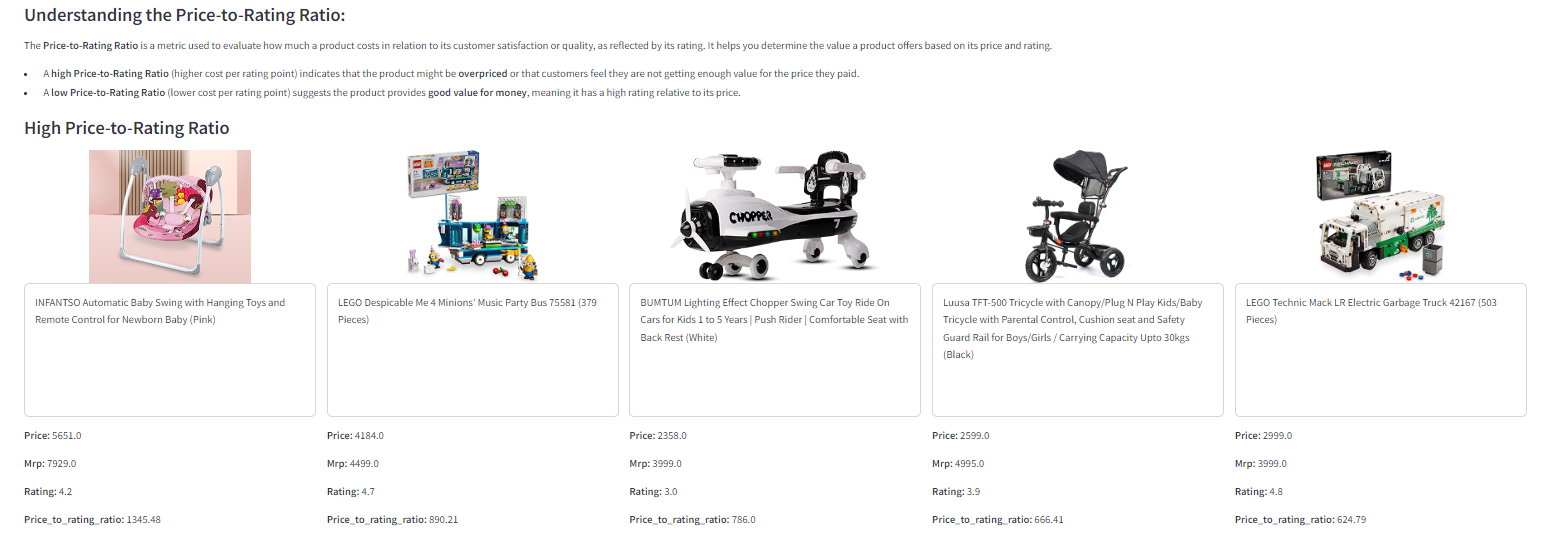 Understanding the Price-to-Rating Ratio:
The Price-to-Rating Ratio is a metric used to evaluate how much a product costs in relation to its customer satisfaction or quality, as reflected by its rating. It helps you determine the value a product offers based on its price and rating.
• A high Price-to-Rating Ratio (higher cost per rating point) indicates that the product might be overpriced or that customers feel they are not getting enough value for the price they paid.
• A low Price-to-Rating Ratio (lower cost per rating point) suggests the product provides good value for money, meaning it has a high rating relative to its price.
High Price-to-Rating Ratio
CHOPPER
7
INFANTSO Automatic Baby Swing with Hanging Toys and
Remote Control for Newborn Baby (Pink)
Price: 5651.0
Mrp: 7929.0
Rating: 4.2
Price_to_rating_ratio: 1345.48
LEGO Despicable Me 4 Minions' Music Party Bus 75581 (379
Pieces)
Price: 4184.0
Mrp: 4499.0
Rating: 4.7
Price_to_rating_ratio: 890.21
BUMTUM Lighting Effect Chopper Swing Car Toy Ride On
Cars for Kids 1 to 5 Years | Push Rider | Comfortable Seat with
Back Rest (White)
Price: 2358.0
Mrp: 3999.0
Rating: 3.0
Price_to_rating_ratio: 786.0
Luusa TFT-500 Tricycle with Canopy/Plug N Play Kids/Baby
Tricycle with Parental Control, Cushion seat and Safety
Guard Rail for Boys/Girls / Carrying Capacity Upto 30kgs
(Black)
Price: 2599.0
Mrp: 4995.0
Rating: 3.9
Price_to_rating_ratio: 666.41
LEGO Technic Mack LR Electric Garbage Truck 42167 (503
Pieces)
Price: 2999.0
Mrp: 3999.0
Rating: 4.8
Price_to_rating_ratio: 624.79